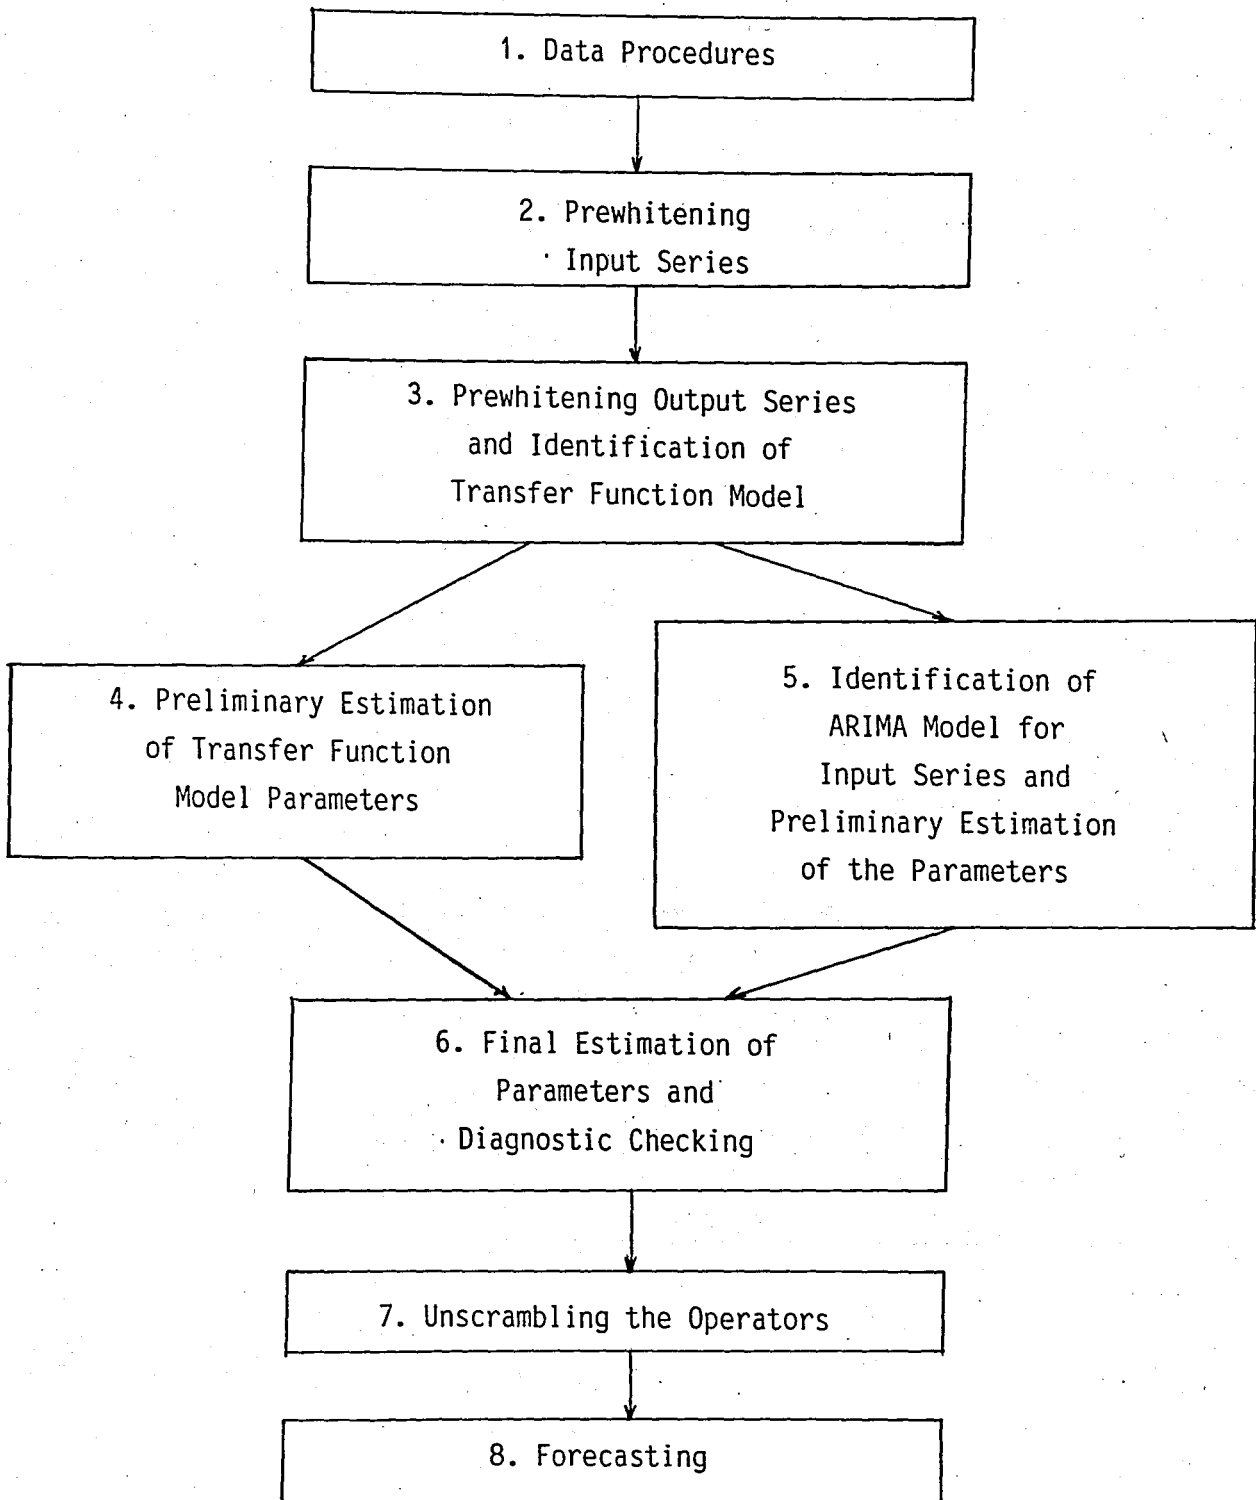 1. Data Procedures
2. Prewhitening
Input Series
3. Prewhitening Output Series
and Identification of
Transfer Function Model
4. Preliminary Estimation
of Transfer Function
Model Parameters
5. Identification of
ARIMA Model for
Input Series and
Preliminary Estimation
of the Parameters
6. Final Estimation of
Parameters and
Diagnostic Checking
7. Unscrambling the Operators
8. Forecasting